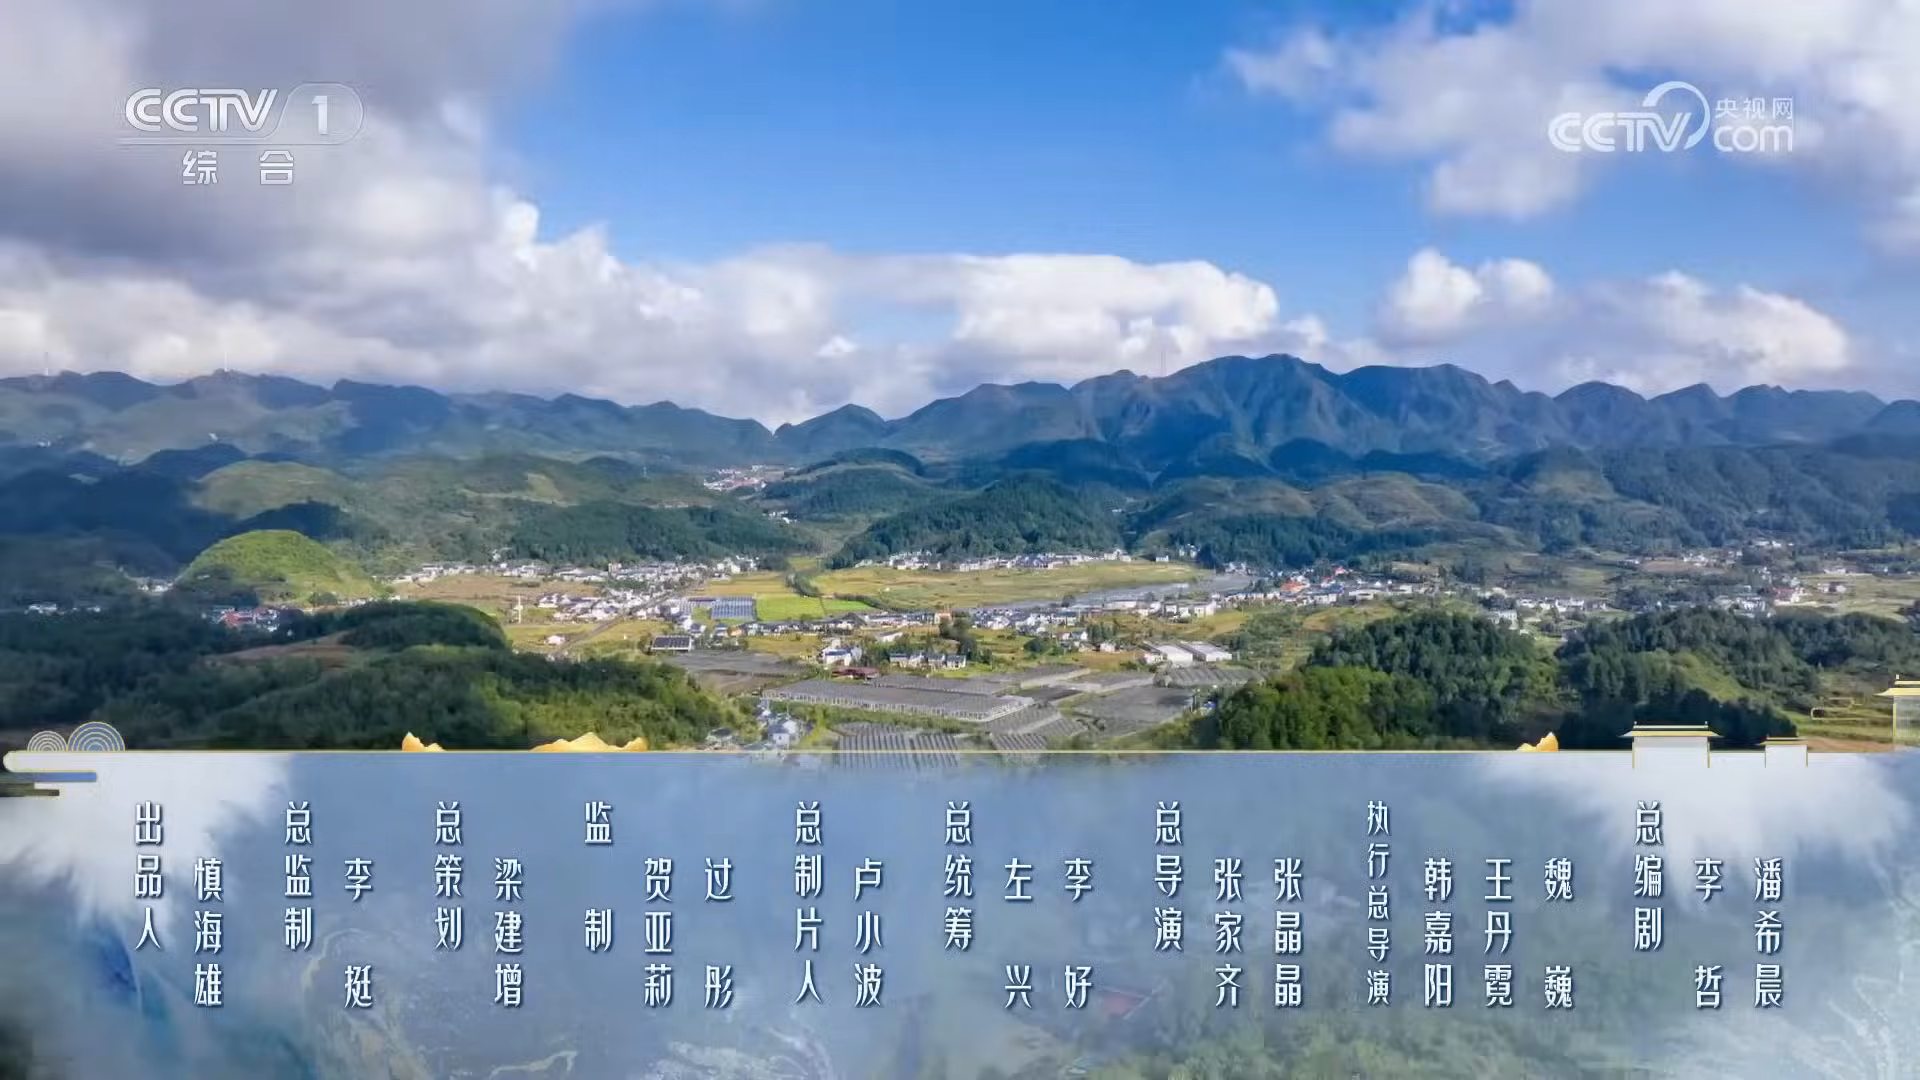 CCTV 1
综合
央视网
CCTV com
出品人
慎海雄
总监制
李挺
总策划
梁建增
监制
贺亚莉
过彤
总制片人
卢小波
总统筹
左兴
李好
总导演
张家齐
张晶晶
执行总导演
韩嘉阳
王丹霓
魏巍
总编剧
李哲
潘希晨